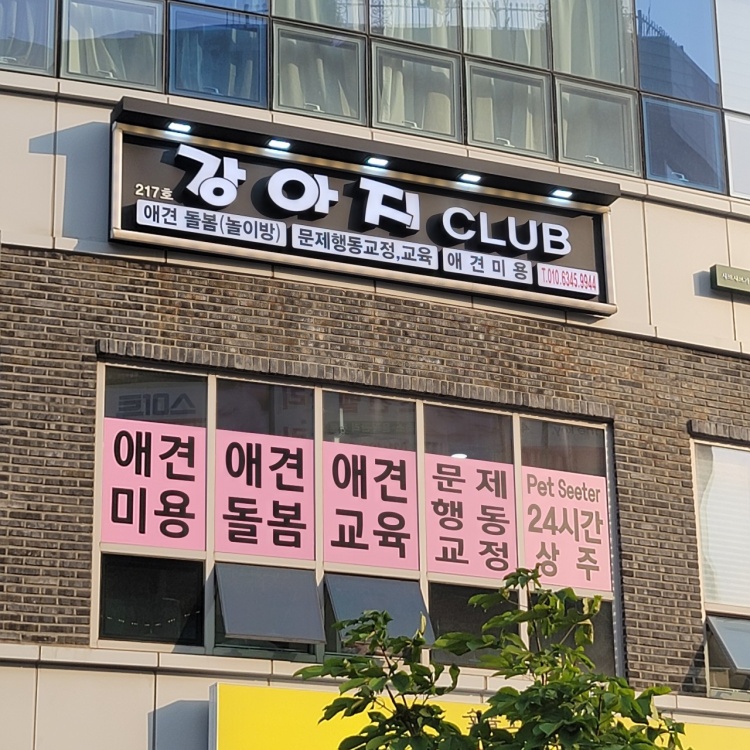 217호 강아지 CLUB
애견 돌봄(놀이방) 문제행동교정,교육 애견미용 T.010.6345.9944
애견
미용
애견
돌봄
애견
교육
문제
행동
교정
Pet Seeter
24시간
상주